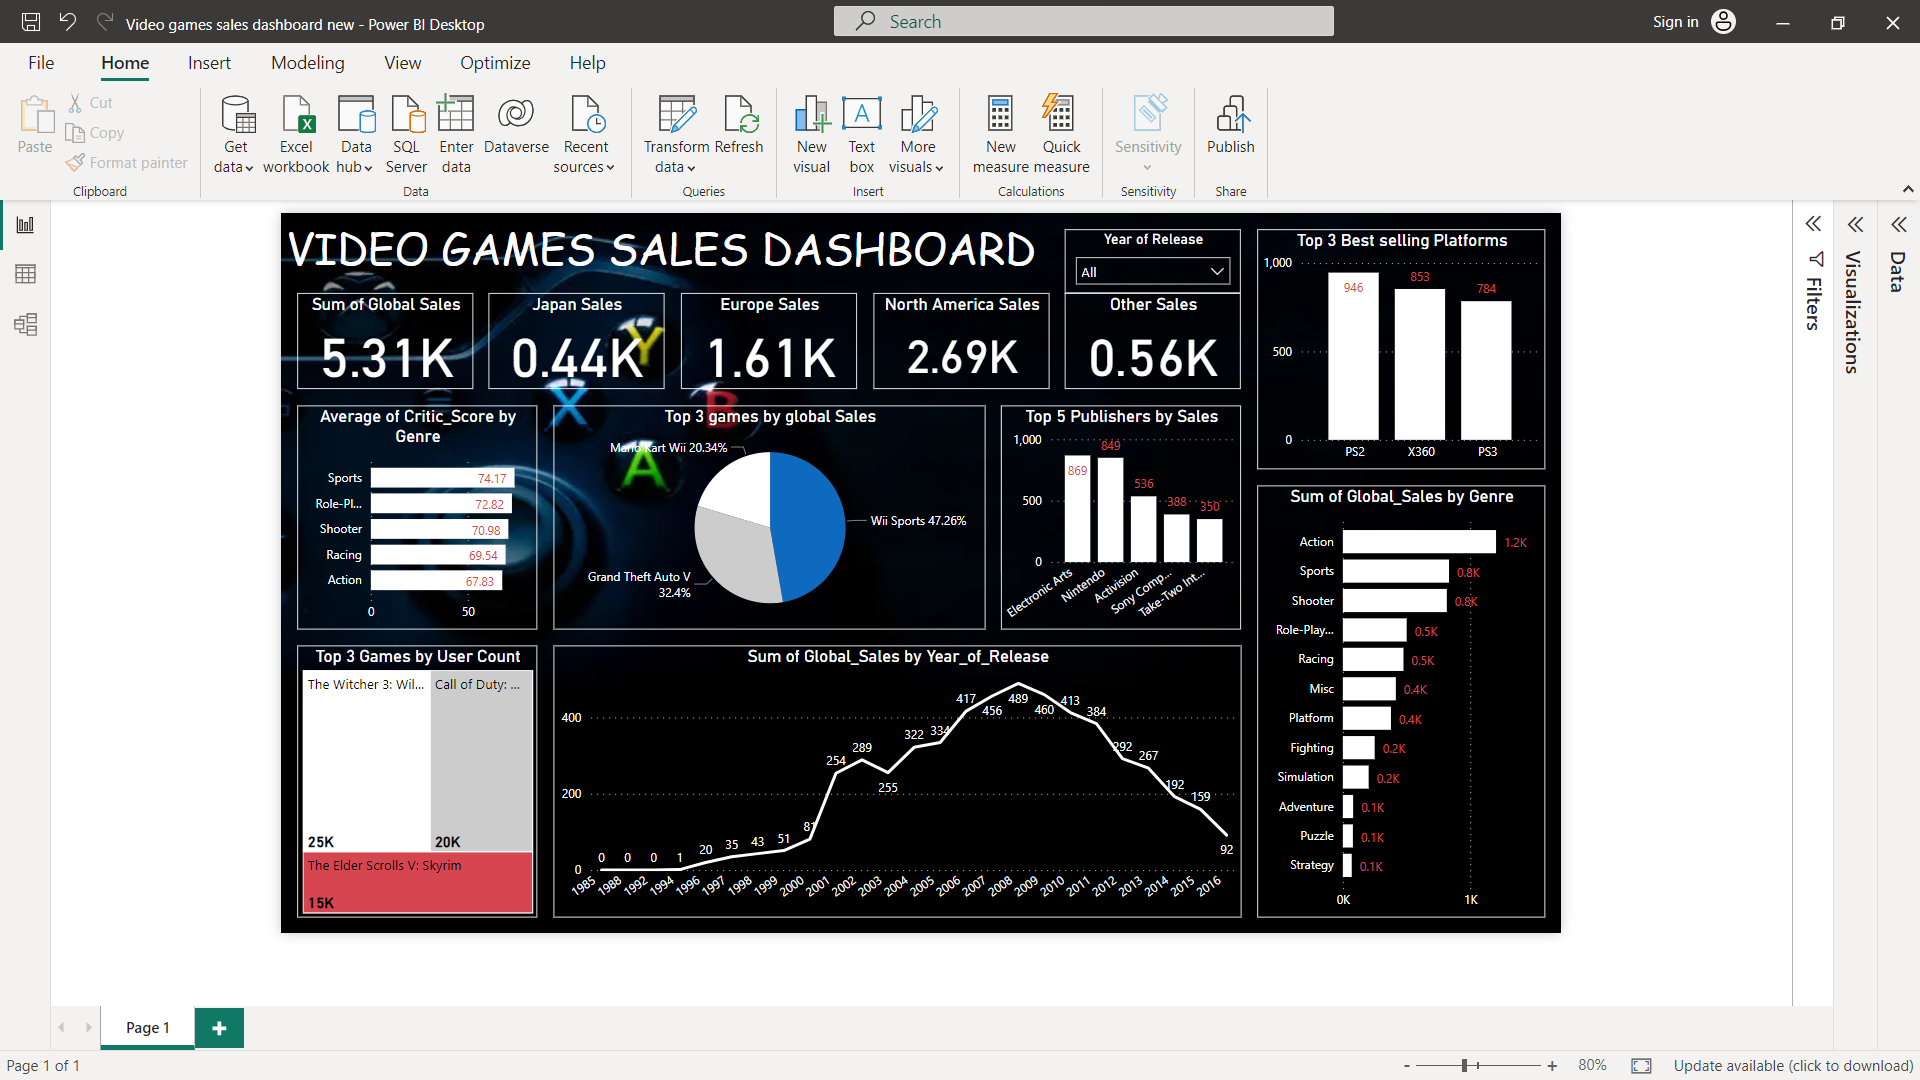 Video games sales dashboard new - Power BI Desktop
Search
Sign in
File Home Insert Modeling View Optimize Help
Paste
Cut
Copy
Format painter
Clipboard
Get data
Excel workbook
Data hub
SQL Server
Enter data
Dataverse
Recent sources
Data
Transform data
Refresh
Queries
New visual
Text box
More visuals
Insert
New measure
Quick measure
Calculations
Sensitivity
Sensitivity
Publish
Share
VIDEO GAMES SALES DASHBOARD
Year of Release
All
Sum of Global Sales
5.31K
Japan Sales
0.44K
Europe Sales
1.61K
North America Sales
2.69K
Other Sales
0.56K
Top 3 Best selling Platforms
1,000
500
0
946
853
784
PS2 X360 PS3
Average of Critic_Score by
Genre
Sports 74.17
Role-Pl... 72.82
Shooter 70.98
Racing 69.54
Action 67.83
0 50
Top 3 games by global Sales
Mario Kart Wii 20.34%
Wii Sports 47.26%
Grand Theft Auto V
32.4%
Y
X
B
A
Top 5 Publishers by Sales
1,000
500
0
869
849
536
388
350
Electronic Arts
Nintendo
Activision
Sony Comp...
Take-Two Int...
Sum of Global_Sales by Genre
Action 1.2K
Sports 0.8K
Shooter 0.8K
Role-Play... 0.5K
Racing 0.5K
Misc 0.4K
Platform 0.4K
Fighting 0.2K
Simulation 0.2K
Adventure 0.1K
Puzzle 0.1K
Strategy 0.1K
0K 1K
Top 3 Games by User Count
The Witcher 3: Wil...
25K
Call of Duty: ...
20K
The Elder Scrolls V: Skyrim
15K
Sum of Global_Sales by Year_of_Release
400
200
0
0 0 0 1 20 35 43 51 81 254 289 255 322 334 417 456 489 460 413 384 292 267 192 159 92
1985 1988 1992 1994 1996 1997 1998 1999 2000 2001 2002 2003 2004 2005 2006 2007 2008 2009 2010 2011 2012 2013 2014 2015 2016
Filters
Visualizations
Data
Page 1
Page 1 of 1
- + 80%
Update available (click to download)